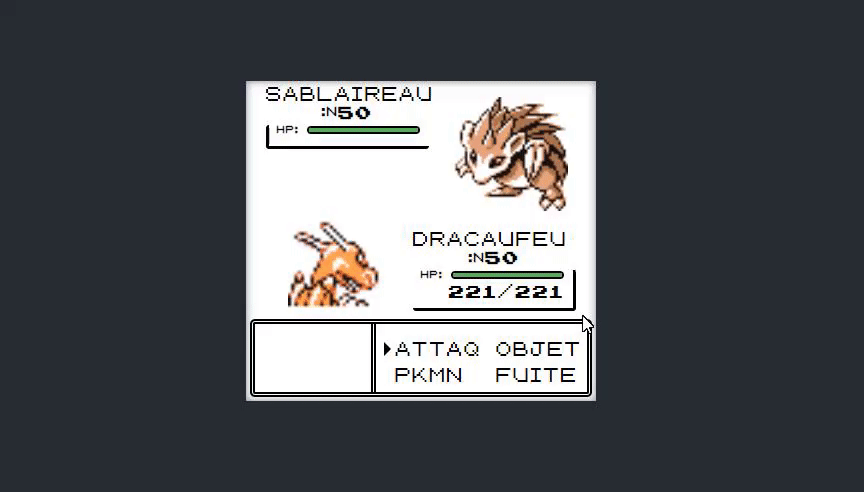 SABLAIREAU
:N50
HP:
DRACAUFEU
:N50
HP:
221/221
ATTAQ OBJET
PKMN FUITE